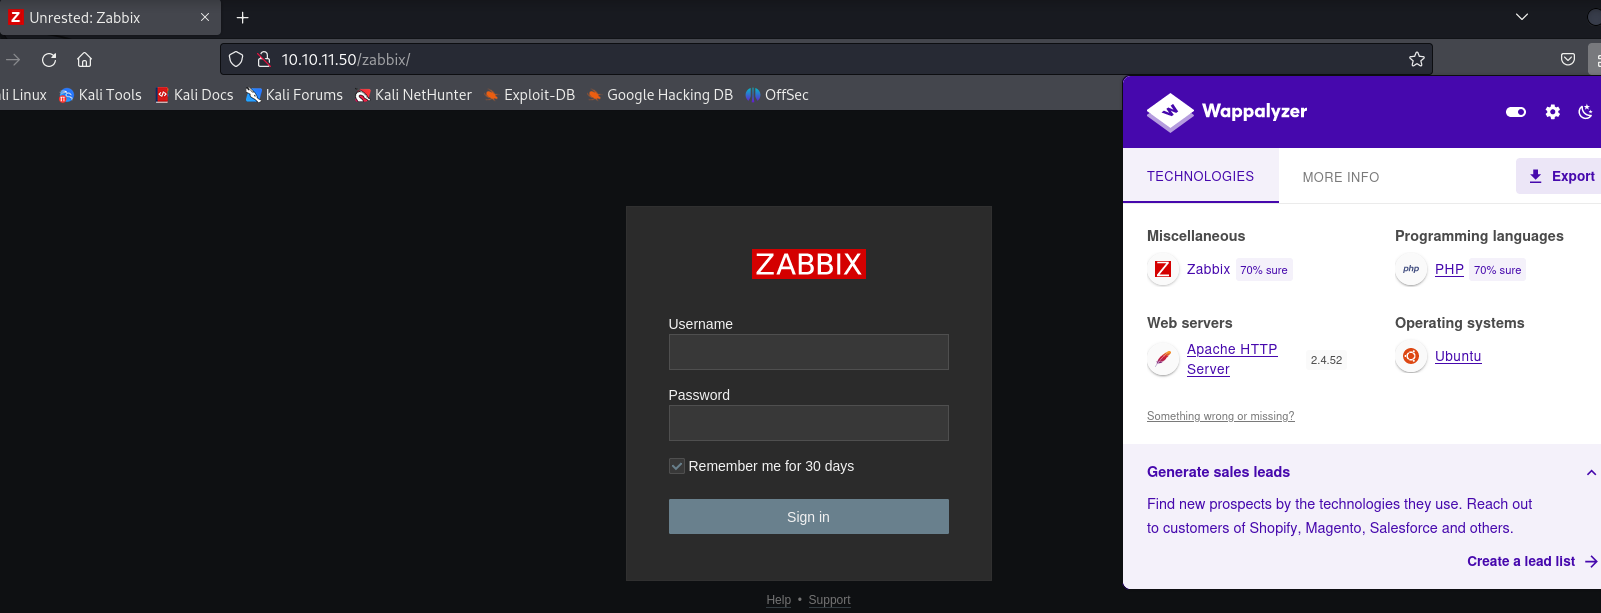 Z Unrested: Zabbix
10.10.11.50/zabbix/
li Linux Kali Tools Kali Docs Kali Forums Kali NetHunter Exploit-DB Google Hacking DB OffSec
Wappalyzer
TECHNOLOGIES MORE INFO Export
Miscellaneous Programming languages
Z Zabbix 70% sure php PHP 70% sure
Web servers Operating systems
Apache HTTP
Server 2.4.52 Ubuntu
Something wrong or missing?
Generate sales leads
Find new prospects by the technologies they use. Reach out
to customers of Shopify, Magento, Salesforce and others.
Create a lead list
ZABBIX
Username
Password
Remember me for 30 days
Sign in
Help • Support